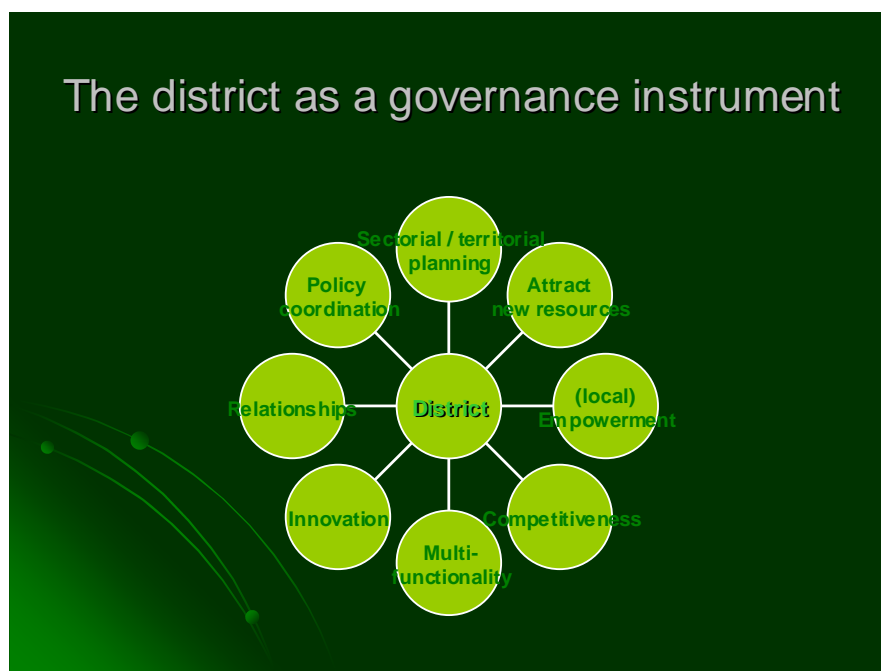 The district as a governance instrument
Sectorial / territorial
planning
Policy
coordination
Attract
new resources
Relationships
District
(local)
Empowerment
Innovation
Competitiveness
Multi-
functionality